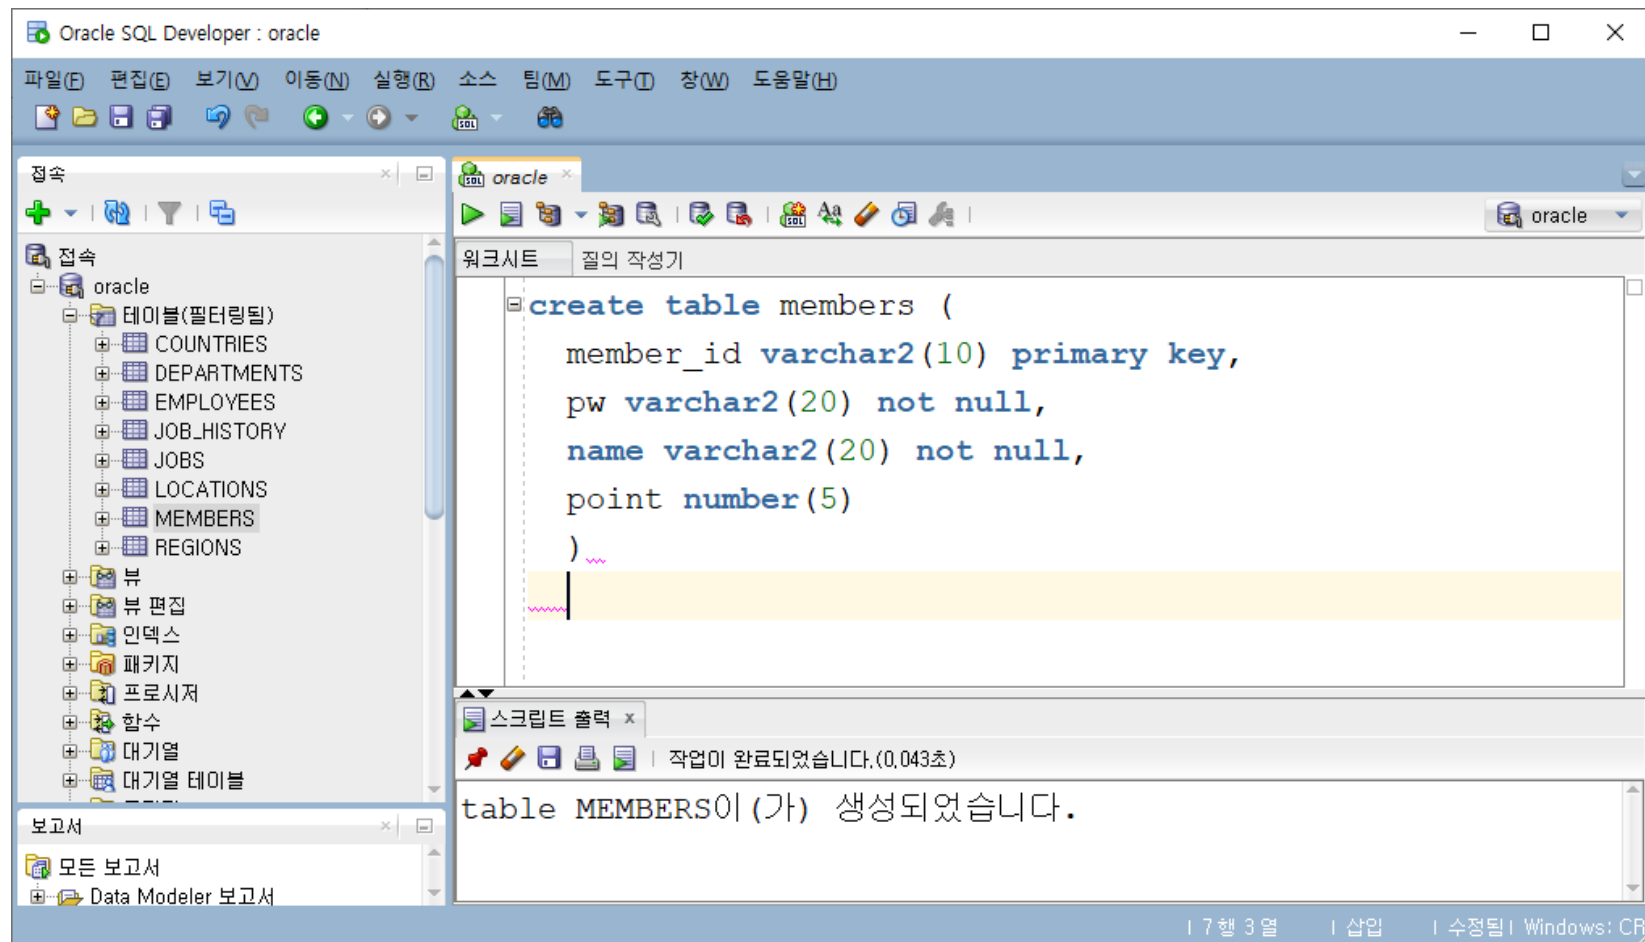 Oracle SQL Developer : oracle
파일(F) 편집(E) 보기(V) 이동(N) 실행(R) 소스 팀(M) 도구(T) 창(W) 도움말(H)
접속
접속
oracle
테이블(필터링됨)
COUNTRIES
DEPARTMENTS
EMPLOYEES
JOB_HISTORY
JOBS
LOCATIONS
MEMBERS
REGIONS
뷰
뷰 편집
인덱스
패키지
프로시저
함수
대기열
대기열 테이블
보고서
모든 보고서
Data Modeler 보고서
oracle
oracle
워크시트 질의 작성기
create table members (
member_id varchar2(10) primary key,
pw varchar2(20) not null,
name varchar2(20) not null,
point number(5)
)
스크립트 출력
작업이 완료되었습니다.(0,043초)
table MEMBERS이(가) 생성되었습니다.
7 행 3 열 삽입 수정됨 Windows: CR